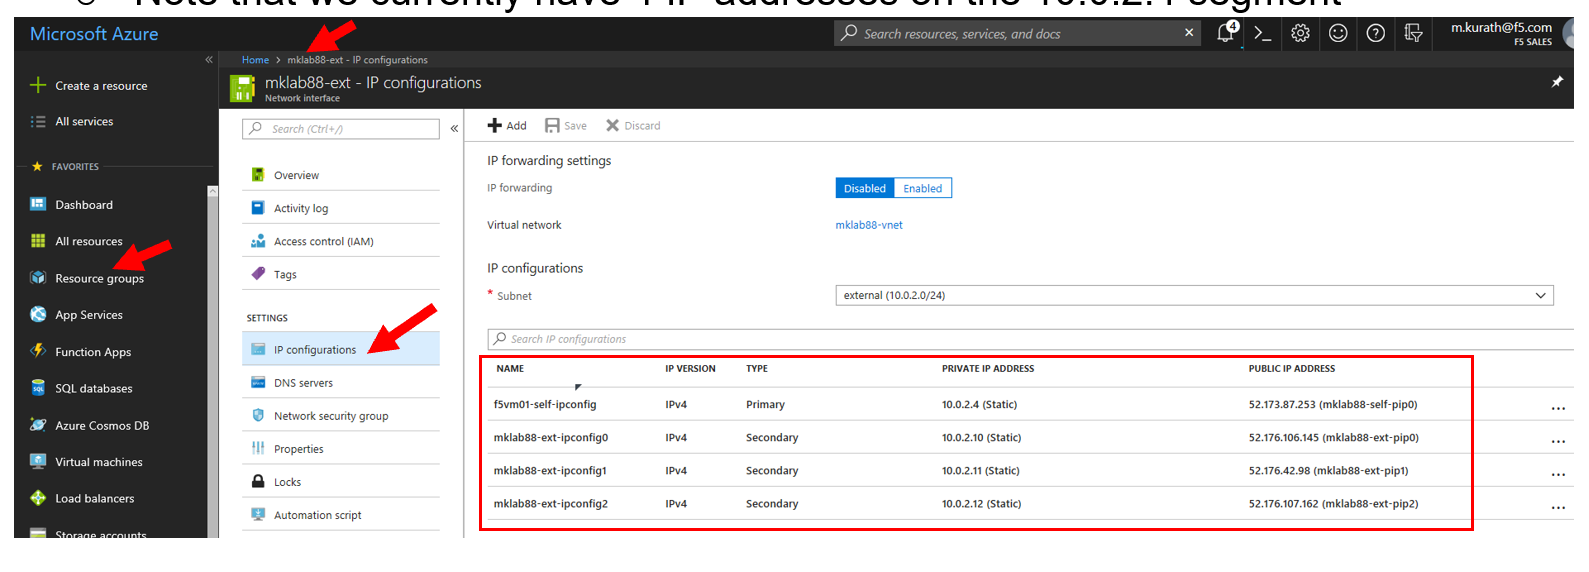 Note that we currently have 4 IP addresses on the 10.0.2.4 segment
Microsoft Azure
Search resources, services, and docs
4
m.kurath@f5.com
F5 SALES
Home > mklab88-ext - IP configurations
mklab88-ext - IP configurations
Network interface
Create a resource
All services
FAVORITES
Dashboard
All resources
Resource groups
App Services
Function Apps
SQL databases
Azure Cosmos DB
Virtual machines
Load balancers
Storage accounts
Search (Ctrl+/)
Overview
Activity log
Access control (IAM)
Tags
SETTINGS
IP configurations
DNS servers
Network security group
Properties
Locks
Automation script
Add Save Discard
IP forwarding settings
IP forwarding Disabled Enabled
Virtual network mklab88-vnet
IP configurations
* Subnet external (10.0.2.0/24)
Search IP configurations
NAME IP VERSION TYPE PRIVATE IP ADDRESS PUBLIC IP ADDRESS
f5vm01-self-ipconfig IPv4 Primary 10.0.2.4 (Static) 52.173.87.253 (mklab88-self-pip0) ...
mklab88-ext-ipconfig0 IPv4 Secondary 10.0.2.10 (Static) 52.176.106.145 (mklab88-ext-pip0) ...
mklab88-ext-ipconfig1 IPv4 Secondary 10.0.2.11 (Static) 52.176.42.98 (mklab88-ext-pip1) ...
mklab88-ext-ipconfig2 IPv4 Secondary 10.0.2.12 (Static) 52.176.107.162 (mklab88-ext-pip2) ...